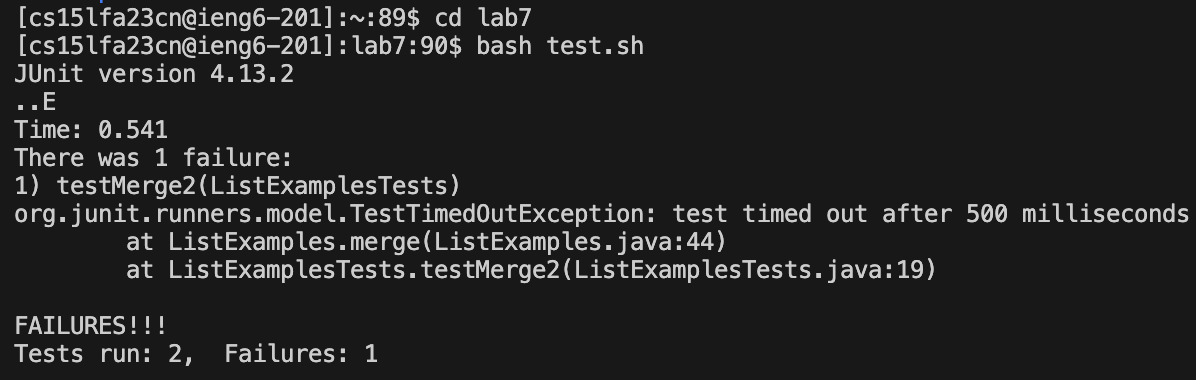 [cs15lfa23cn@ieng6-201]:~:89$ cd lab7
[cs15lfa23cn@ieng6-201]:lab7:90$ bash test.sh
JUnit version 4.13.2
..E
Time: 0.541
There was 1 failure:
1) testMerge2(ListExamplesTests)
org.junit.runners.model.TestTimedOutException: test timed out after 500 milliseconds
        at ListExamples.merge(ListExamples.java:44)
        at ListExamplesTests.testMerge2(ListExamplesTests.java:19)

FAILURES!!!
Tests run: 2,  Failures: 1